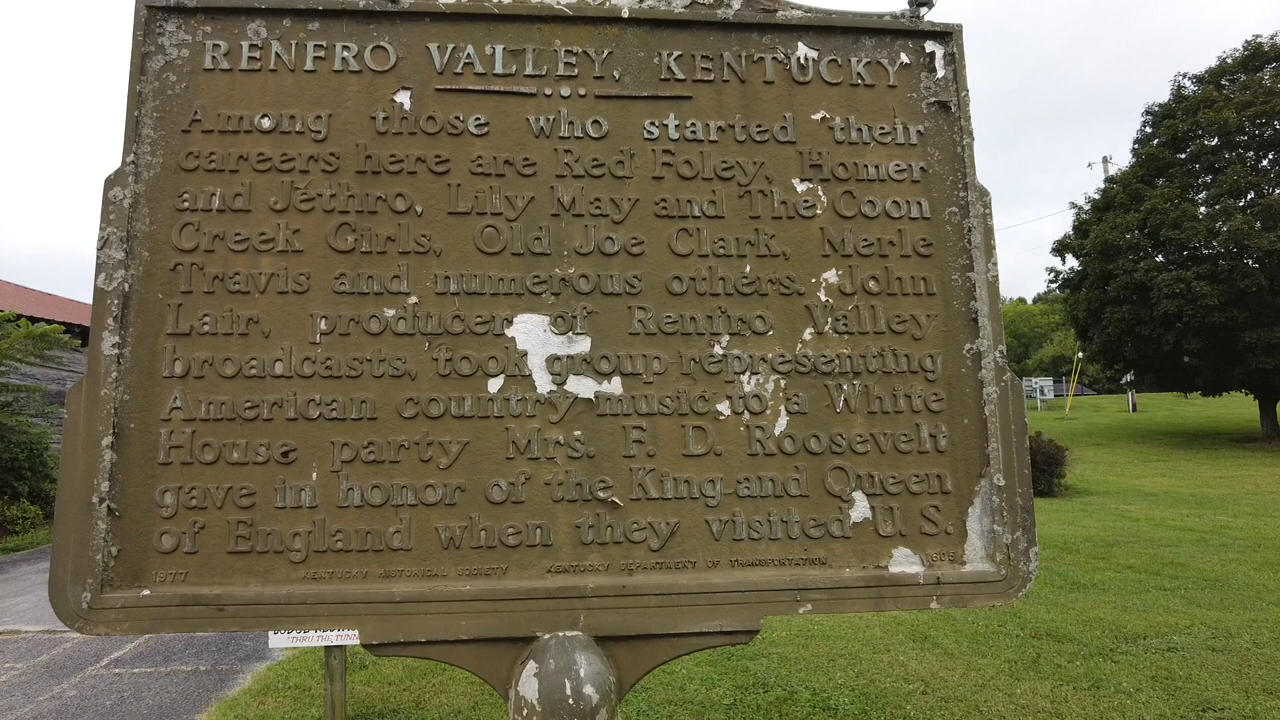 RENFRO VALLEY, KENTUCKY
Among those who started their
careers here are Red Foley, Homer
and Jethro, Lily May and The Coon
Creek Girls, Old Joe Clark, Merle
Travis and numerous others. John
Lair, producer of Renfro Valley
broadcasts, took group representing
American country music to a White
House party Mrs. F. D. Roosevelt
gave in honor of the King and Queen
of England when they visited U. S.
1977 KENTUCKY HISTORICAL SOCIETY KENTUCKY DEPARTMENT OF TRANSPORTATION 1605
"THRU THE TUNN